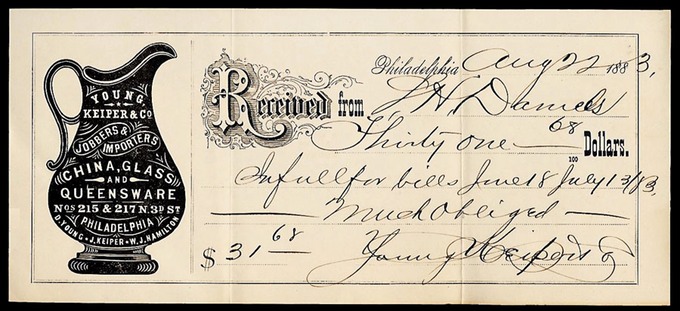 YOUNG,
KEIPER & CO
JOBBERS &
IMPORTERS
CHINA, GLASS
AND
QUEENSWARE
Nos 215 & 217 N. 3D ST
PHILADELPHIA
D. YOUNG • J. KEIPER • W. J. HAMILTON
Philadelphia Aug 22 1883,
Received from J H Daniels
Thirty one — 68/100 Dollars.
In full for bills June 18 July 13/83,
— Much Obliged —
$31 68 Young Keiper & Co